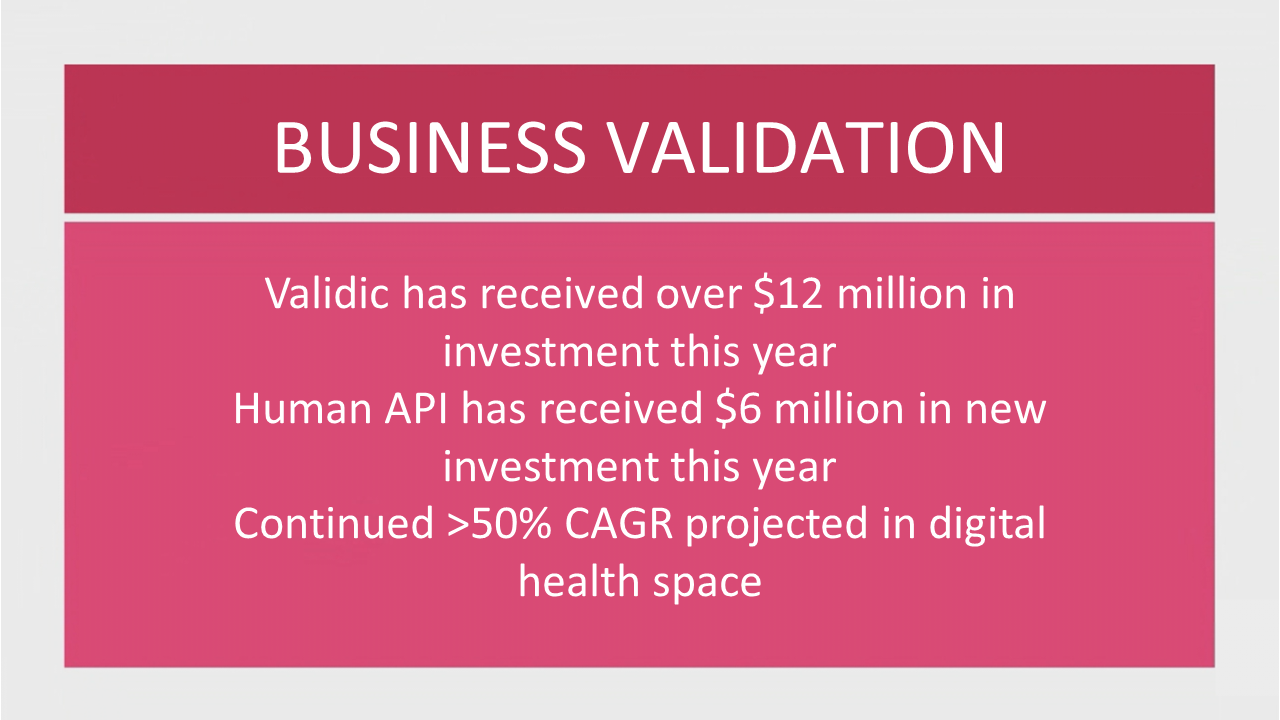 BUSINESS VALIDATION
Validic has received over $12 million in
investment this year
Human API has received $6 million in new
investment this year
Continued >50% CAGR projected in digital
health space